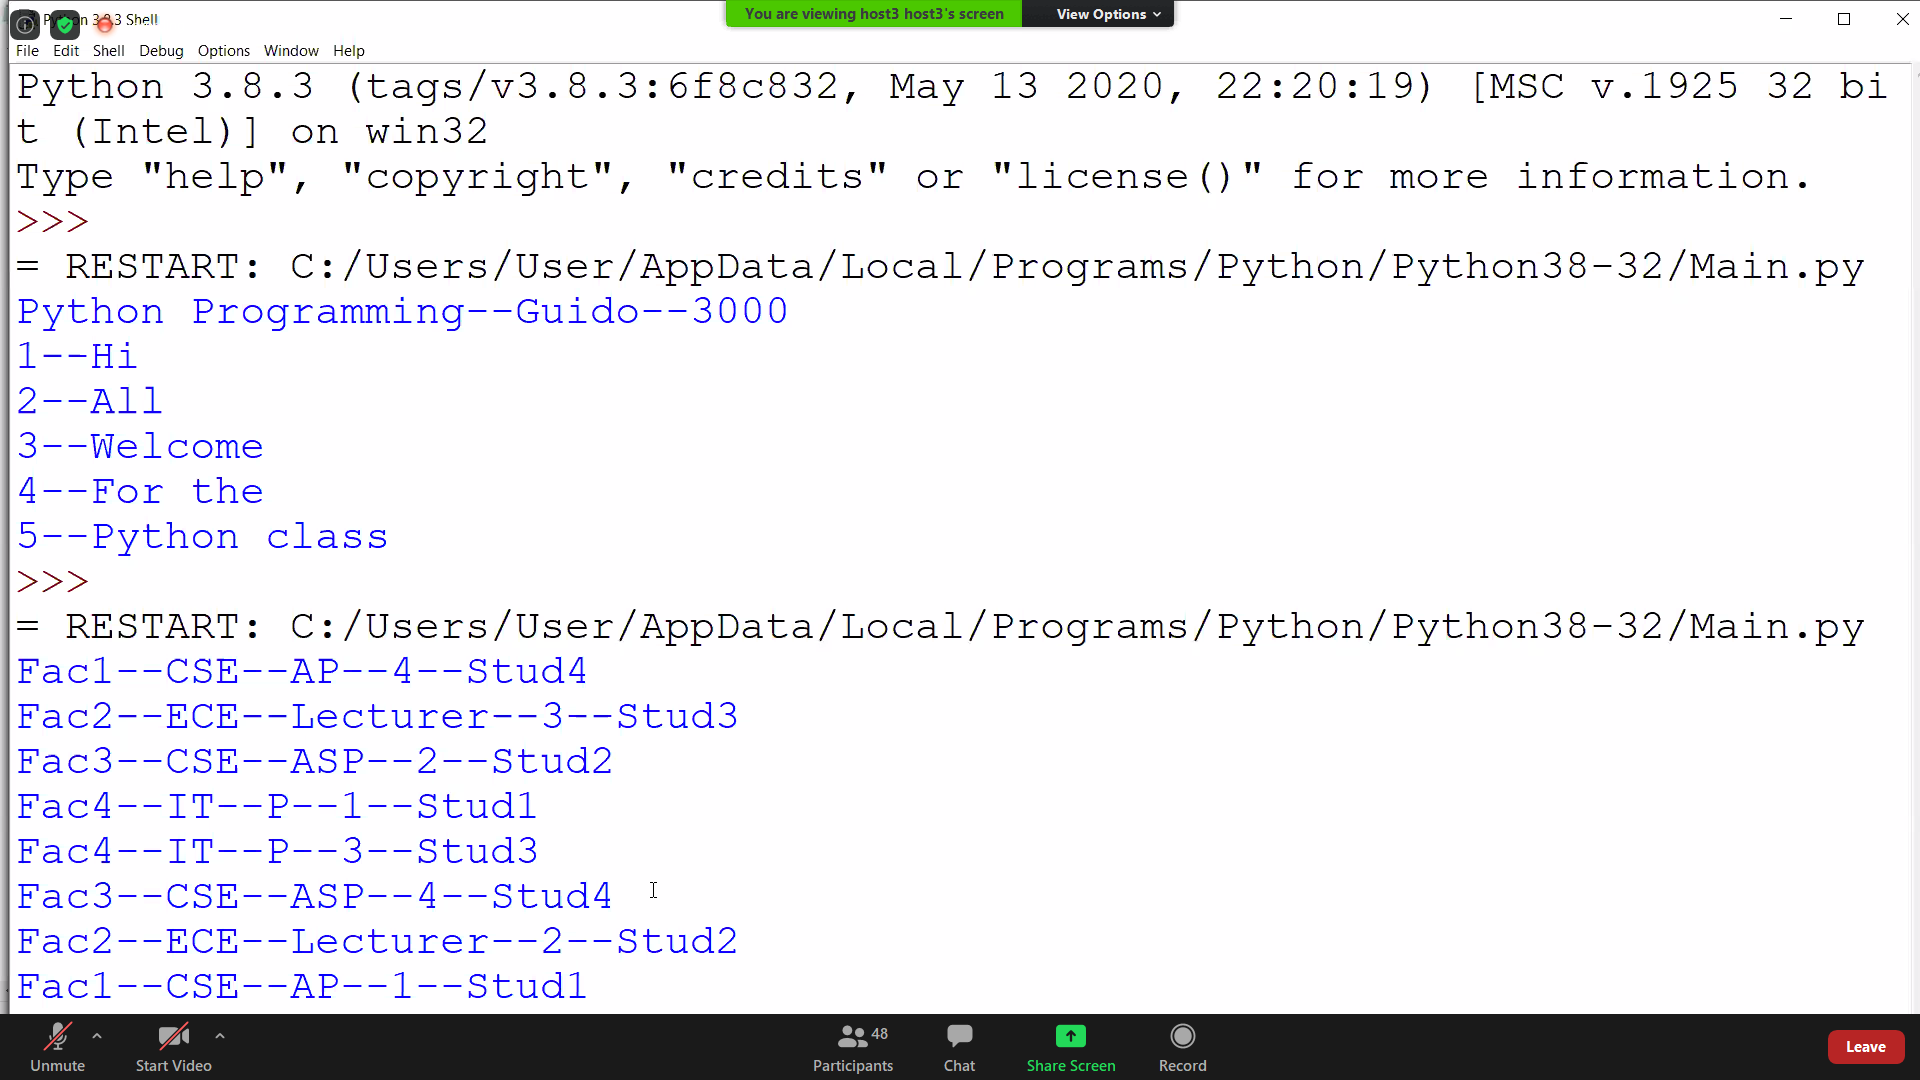 Python 3.8.3 Shell
You are viewing host3 host3's screen
View Options
File Edit Shell Debug Options Window Help
Python 3.8.3 (tags/v3.8.3:6f8c832, May 13 2020, 22:20:19) [MSC v.1925 32 bi
t (Intel)] on win32
Type "help", "copyright", "credits" or "license()" for more information.
>>>
= RESTART: C:/Users/User/AppData/Local/Programs/Python/Python38-32/Main.py
Python Programming--Guido--3000
1--Hi
2--All
3--Welcome
4--For the
5--Python class
>>>
= RESTART: C:/Users/User/AppData/Local/Programs/Python/Python38-32/Main.py
Fac1--CSE--AP--4--Stud4
Fac2--ECE--Lecturer--3--Stud3
Fac3--CSE--ASP--2--Stud2
Fac4--IT--P--1--Stud1
Fac4--IT--P--3--Stud3
Fac3--CSE--ASP--4--Stud4
Fac2--ECE--Lecturer--2--Stud2
Fac1--CSE--AP--1--Stud1
48
Unmute Start Video Participants Chat Share Screen Record Leave